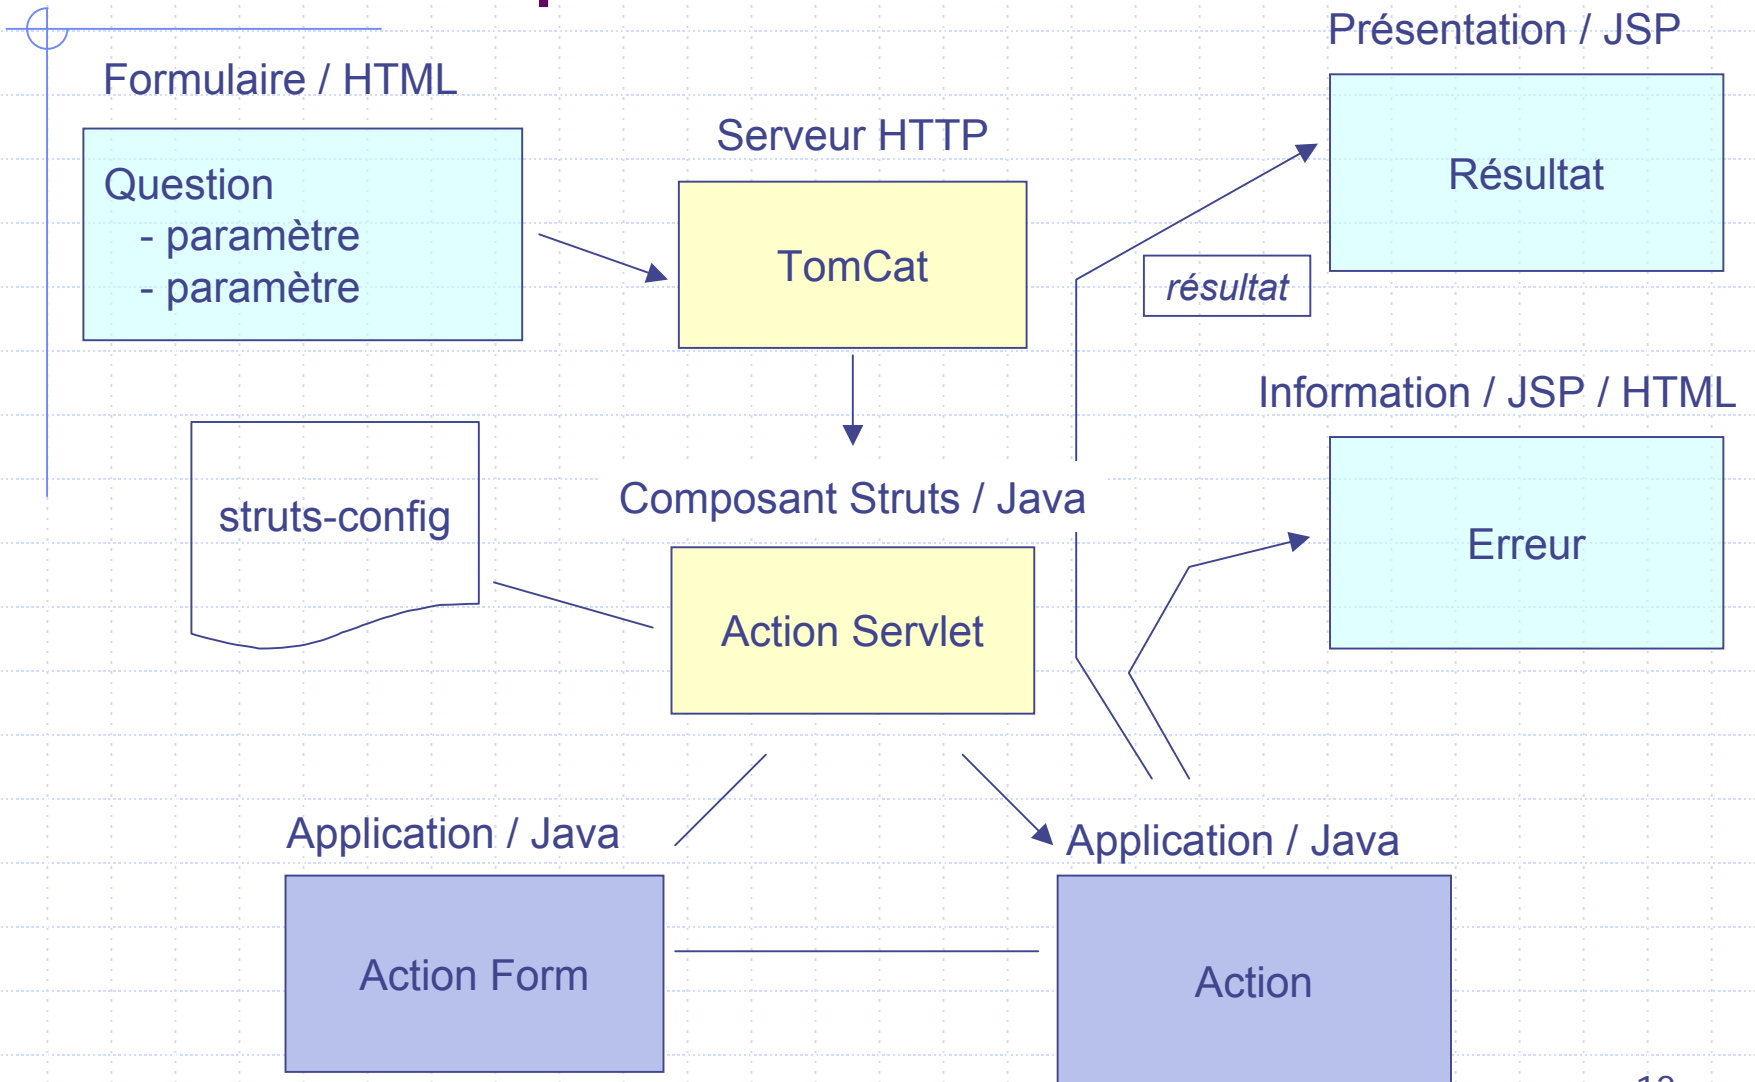 Présentation / JSP
Formulaire / HTML
Serveur HTTP
Question
- paramètre
- paramètre
TomCat
Résultat
résultat
Information / JSP / HTML
struts-config
Composant Struts / Java
Erreur
Action Servlet
Application / Java
Application / Java
Action Form
Action